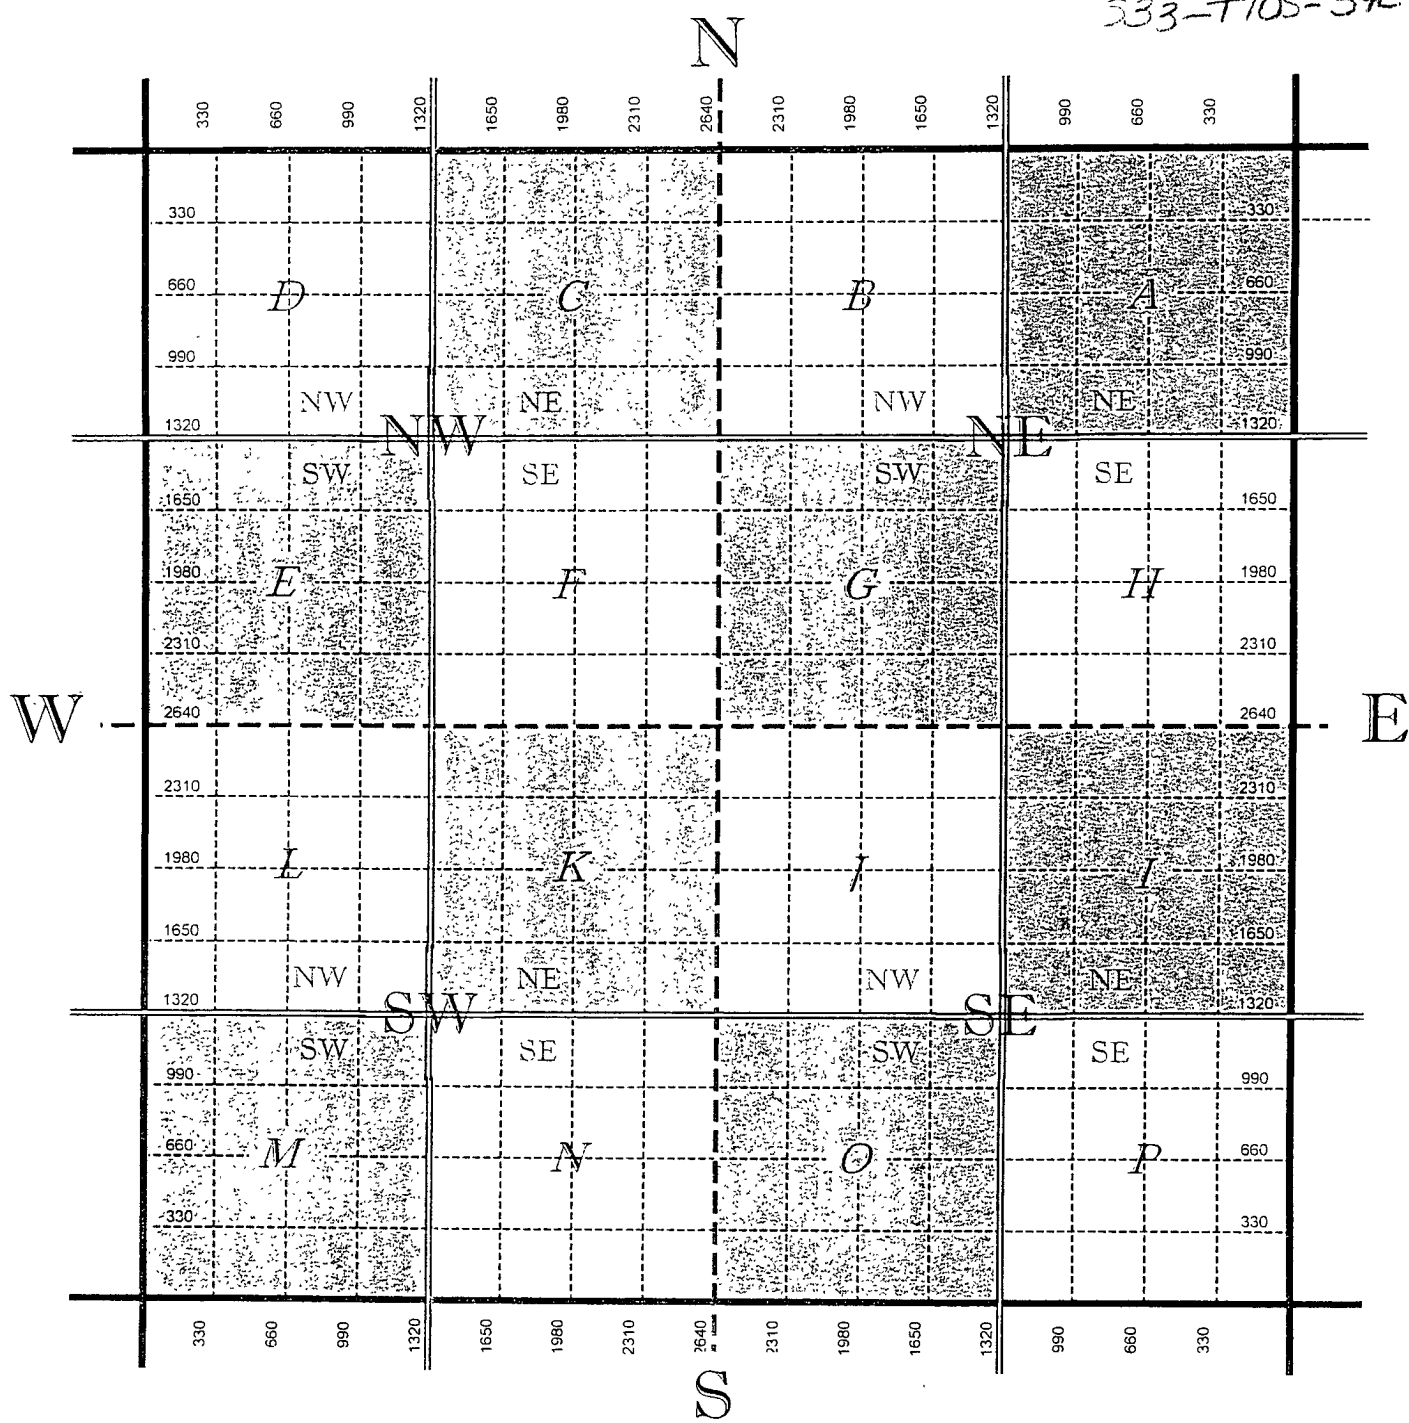 N
330 660 990 1320 1650 1980 2310 2640 2310 1980 1650 1320 990 660 330
330 330
660 D C B A 660
990 990
NW NE NW NE
1320 NW NE 1320
SW SE SW SE
1650 1650
1980 E F G H 1980
2310 2310
W 2640 2640 E
2310 2310
1980 L K J I 1980
1650 1650
NW NE NW NE
1320 SW SE 1320
SW SE SW SE
990 990
660 M N O P 660
330 330
330 660 990 1320 1650 1980 2310 2640 2310 1980 1650 1320 990 660 330
S